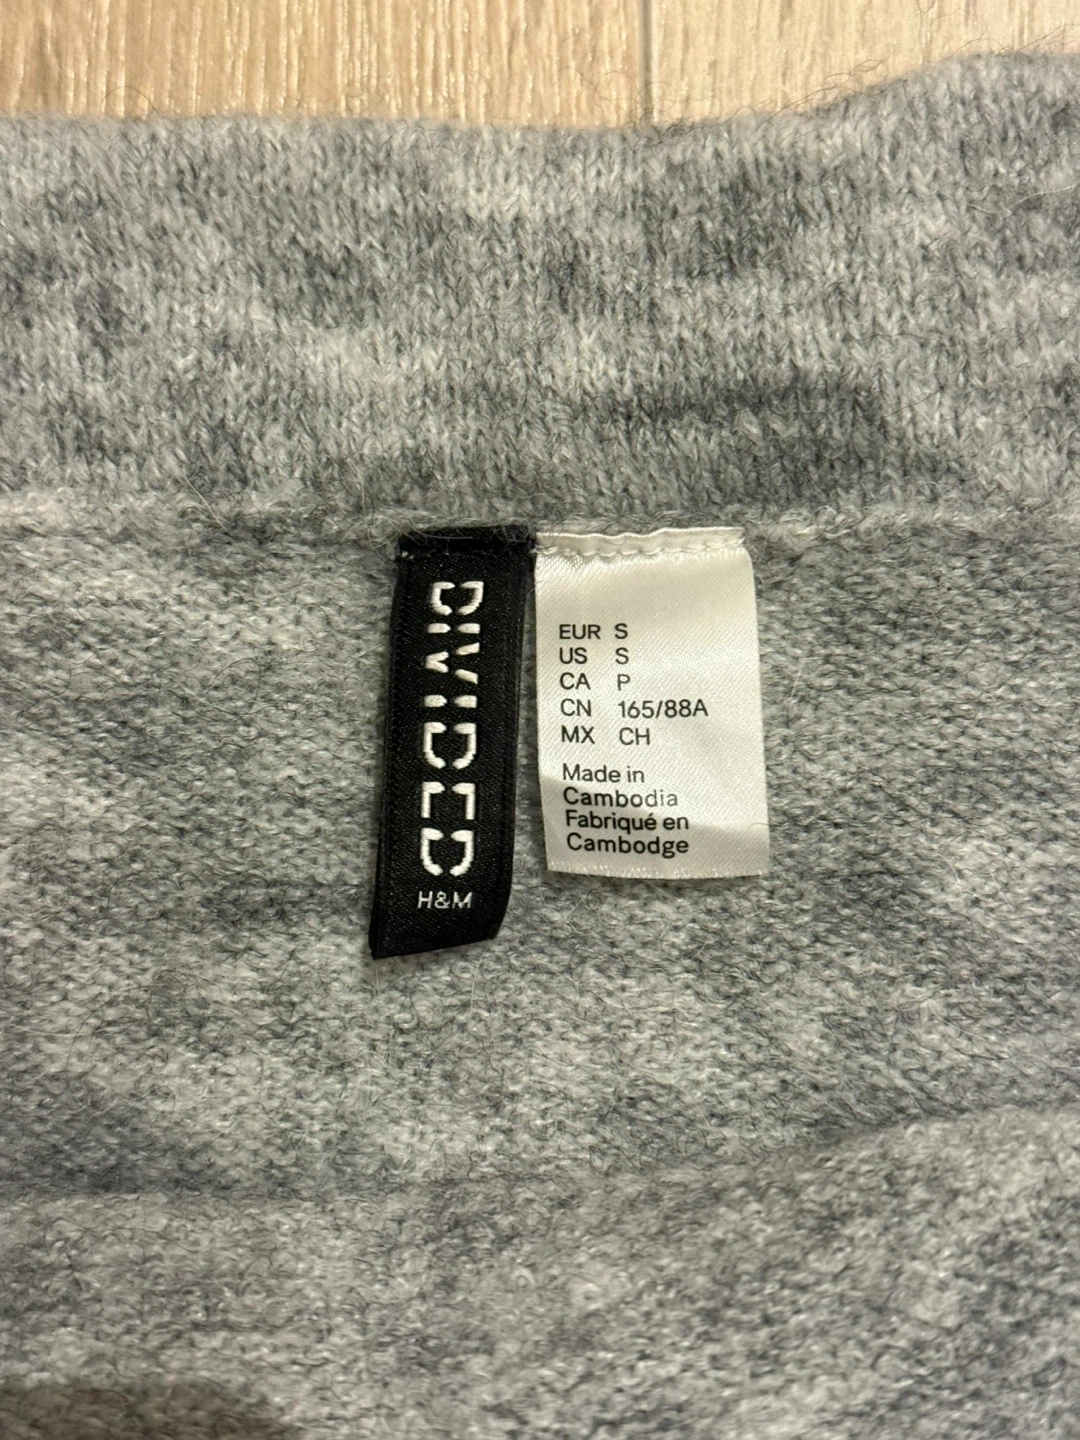 DIVIDED
H&M
EUR S
US S
CA P
CN 165/88A
MX CH
Made in
Cambodia
Fabriqué en
Cambodge